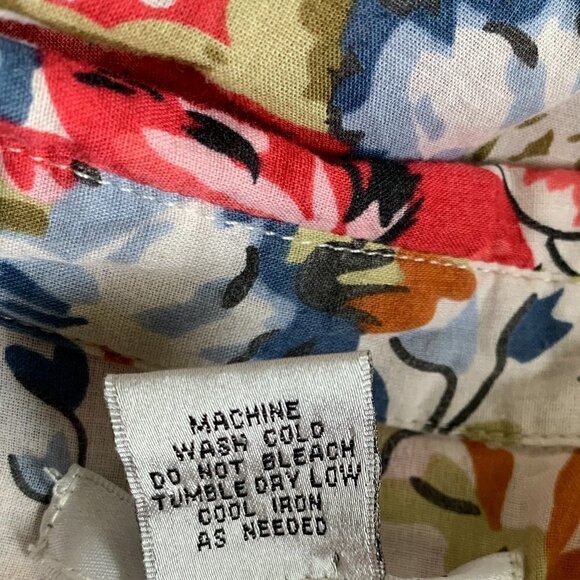 MACHINE
WASH COLD
DO NOT BLEACH
TUMBLE DRY LOW
COOL IRON
AS NEEDED